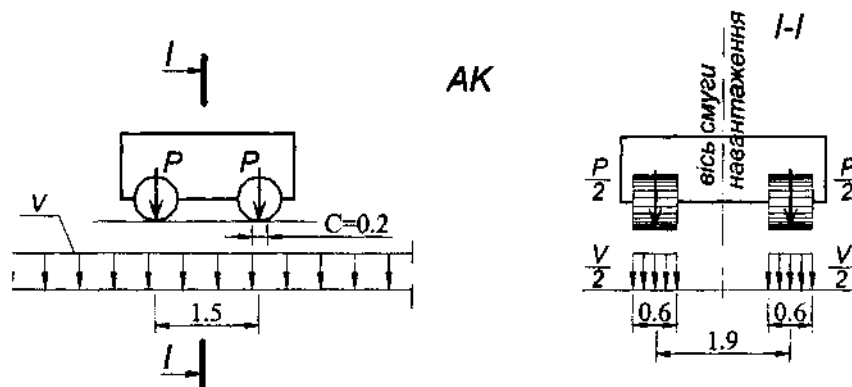 I
AK
I-I
вісь смуги
навантаження
P
P
P/2
P/2
V
C=0.2
V/2
V/2
1.5
0.6
0.6
1.9
I